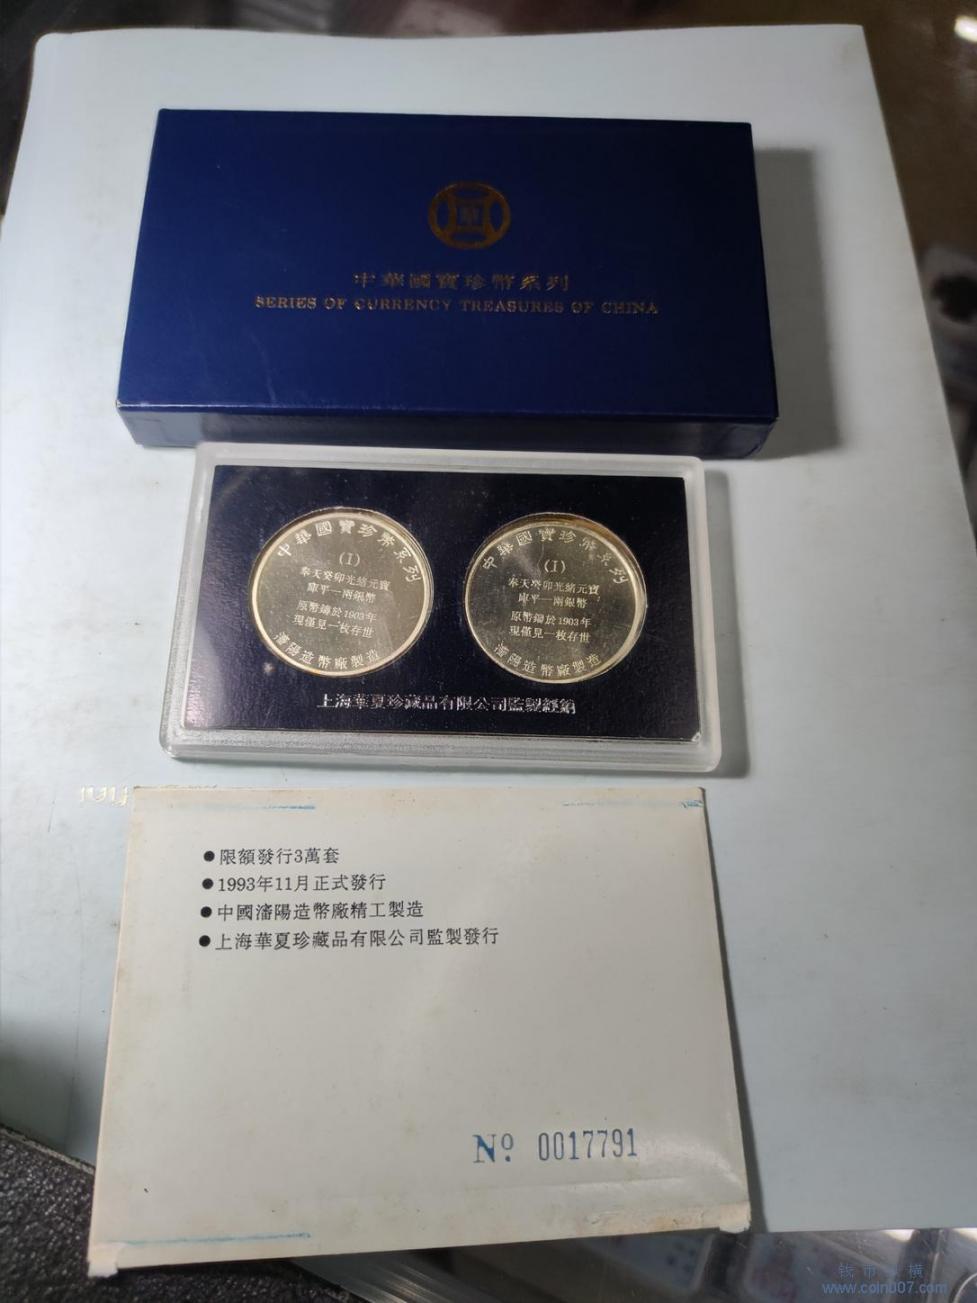 中華國寶珍幣系列
SERIES OF CURRENCY TREASURES OF CHINA
中華國寶珍幣系列
(I)
奉天癸卯光緒元寶
庫平一兩銀幣
原幣鑄於1903年
現僅見一枚存世
瀋陽造幣廠製造
中華國寶珍幣系列
(I)
奉天癸卯光緒元寶
庫平一兩銀幣
原幣鑄於1903年
現僅見一枚存世
瀋陽造幣廠製造
上海華夏珍藏品有限公司監製經銷
●限額發行3萬套
●1993年11月正式發行
●中國瀋陽造幣廠精工製造
●上海華夏珍藏品有限公司監製發行
Nº 0017791
钱币纵横
www.coin007.com